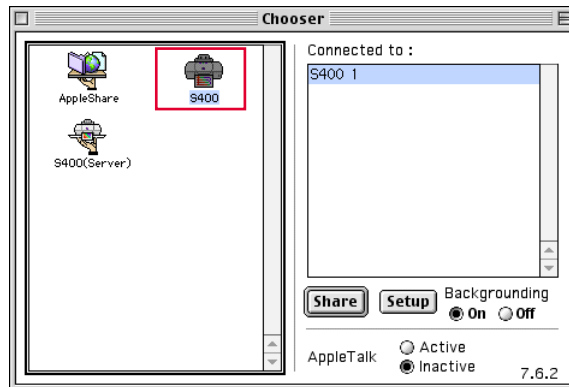 Chooser
AppleShare
S400
S400(Server)
Connected to :
S400 1
Share
Setup
Backgrounding
On Off
AppleTalk
Active
Inactive
7.6.2